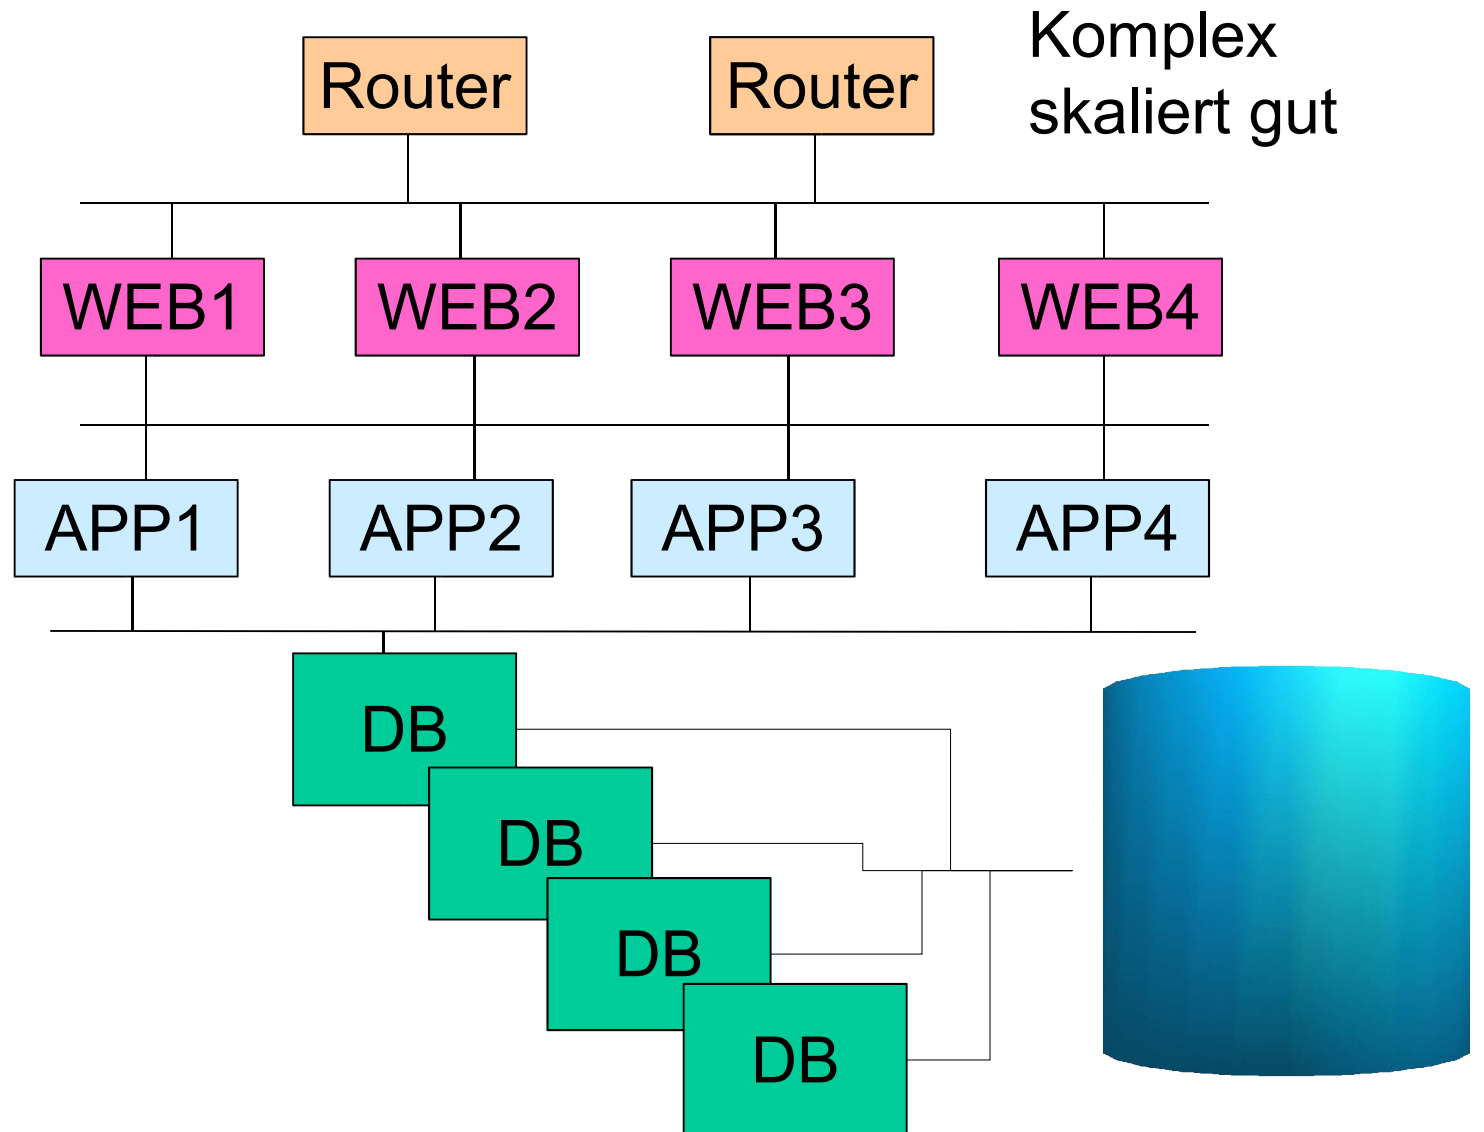 Komplex
skaliert gut
Router
Router
WEB1
WEB2
WEB3
WEB4
APP1
APP2
APP3
APP4
DB
DB
DB
DB